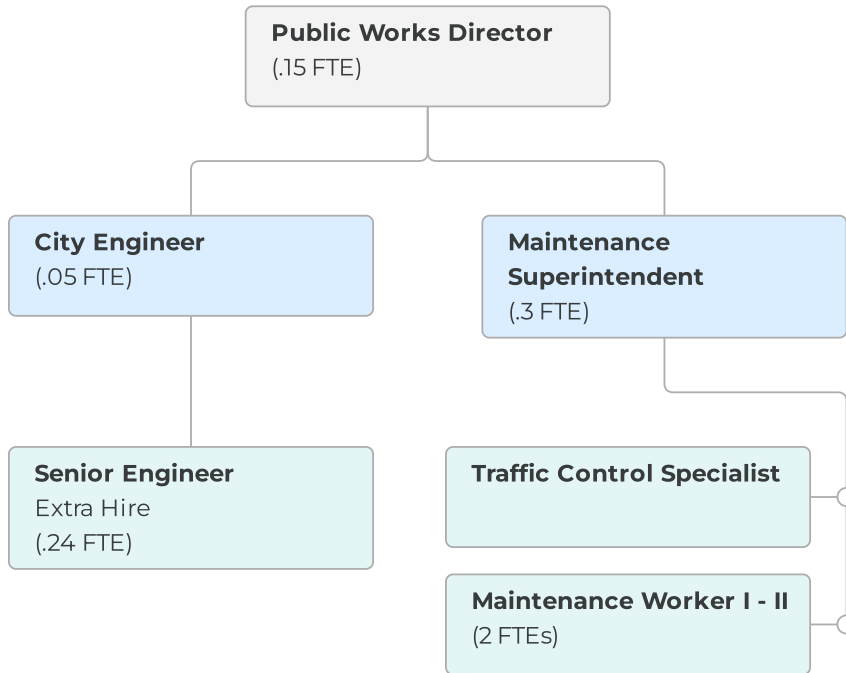 Public Works Director
(.15 FTE)
City Engineer
(.05 FTE)
Maintenance
Superintendent
(.3 FTE)
Senior Engineer
Extra Hire
(.24 FTE)
Traffic Control Specialist
Maintenance Worker I - II
(2 FTEs)